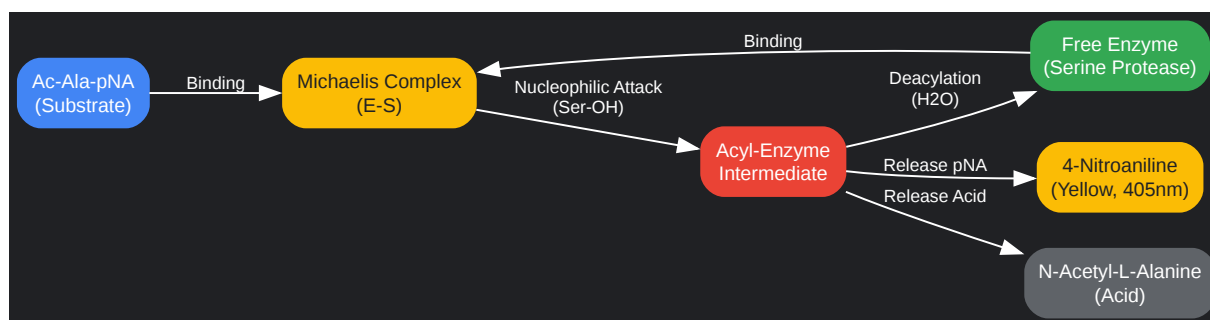 Ac-Ala-pNA
(Substrate)
Binding
Michaelis Complex
(E-S)
Nucleophilic Attack
(Ser-OH)
Acyl-Enzyme
Intermediate
Binding
Deacylation
(H2O)
Free Enzyme
(Serine Protease)
Release pNA
4-Nitroaniline
(Yellow, 405nm)
Release Acid
N-Acetyl-L-Alanine
(Acid)